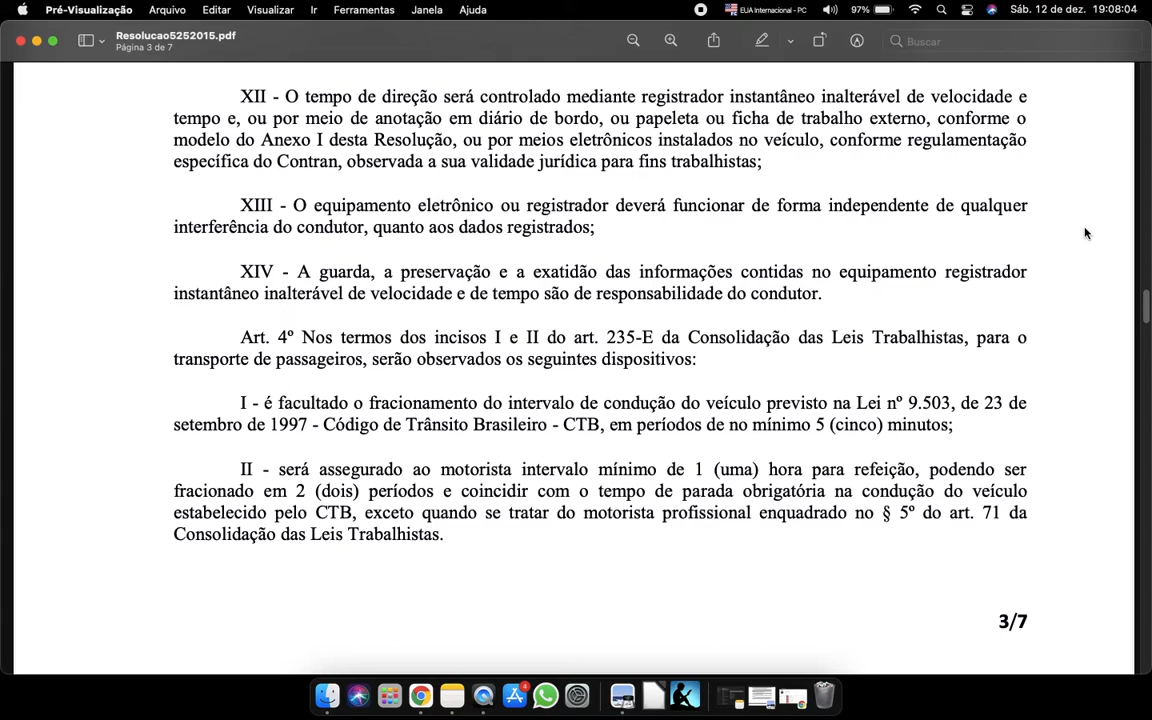 Pré-Visualização Arquivo Editar Visualizar Ir Ferramentas Janela Ajuda EUA Internacional - PC 97% Sáb. 12 de dez. 19:08:04
Resolucao5252015.pdf
Página 3 de 7
Buscar
XII - O tempo de direção será controlado mediante registrador instantâneo inalterável de velocidade e
tempo e, ou por meio de anotação em diário de bordo, ou papeleta ou ficha de trabalho externo, conforme o
modelo do Anexo I desta Resolução, ou por meios eletrônicos instalados no veículo, conforme regulamentação
específica do Contran, observada a sua validade jurídica para fins trabalhistas;
XIII - O equipamento eletrônico ou registrador deverá funcionar de forma independente de qualquer
interferência do condutor, quanto aos dados registrados;
XIV - A guarda, a preservação e a exatidão das informações contidas no equipamento registrador
instantâneo inalterável de velocidade e de tempo são de responsabilidade do condutor.
Art. 4º Nos termos dos incisos I e II do art. 235-E da Consolidação das Leis Trabalhistas, para o
transporte de passageiros, serão observados os seguintes dispositivos:
I - é facultado o fracionamento do intervalo de condução do veículo previsto na Lei nº 9.503, de 23 de
setembro de 1997 - Código de Trânsito Brasileiro - CTB, em períodos de no mínimo 5 (cinco) minutos;
II - será assegurado ao motorista intervalo mínimo de 1 (uma) hora para refeição, podendo ser
fracionado em 2 (dois) períodos e coincidir com o tempo de parada obrigatória na condução do veículo
estabelecido pelo CTB, exceto quando se tratar do motorista profissional enquadrado no § 5º do art. 71 da
Consolidação das Leis Trabalhistas.
3/7
4